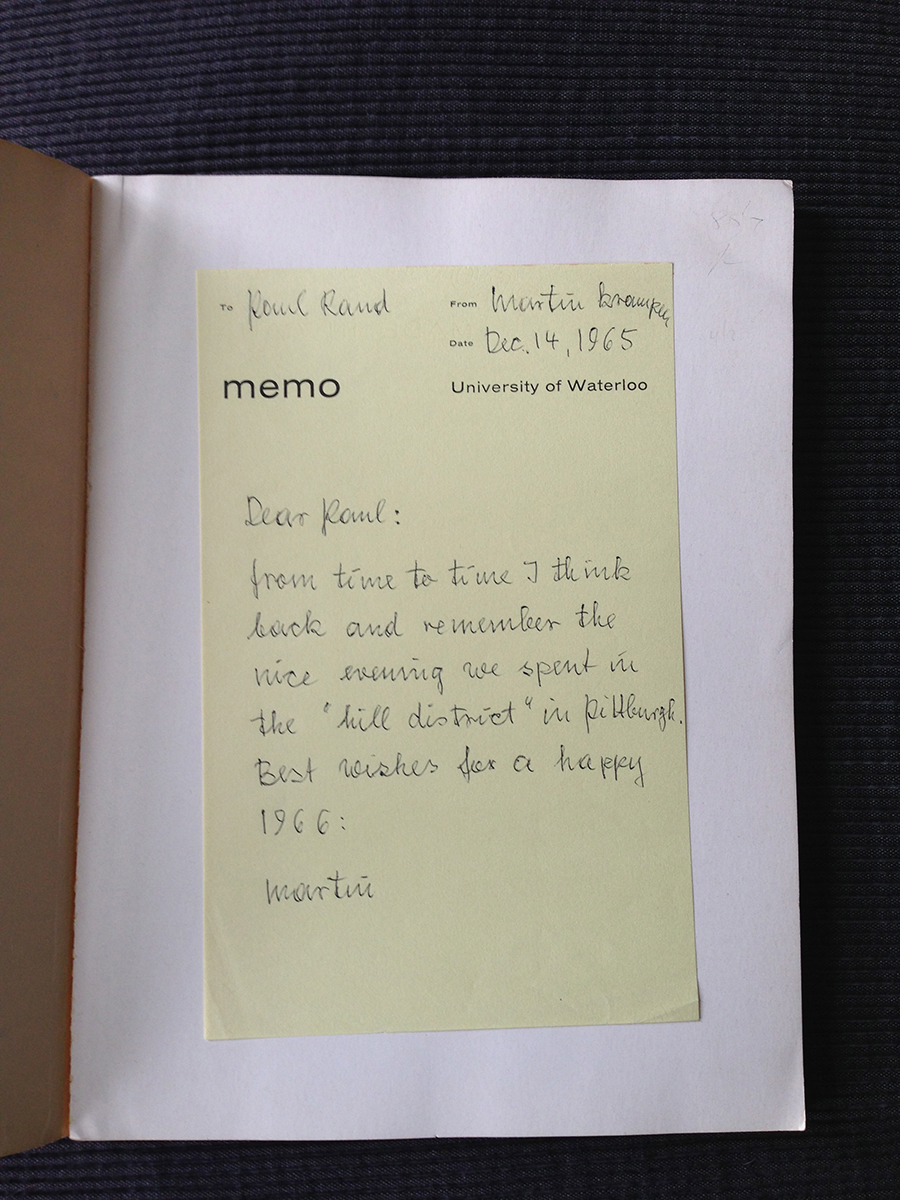 To Paul Rand
From Martin Krampen
Date Dec. 14, 1965
memo
University of Waterloo
Dear Paul:
from time to time I think
back and remember the
nice evening we spent in
the "hill district" in Pittburgh.
Best wishes for a happy
1966:
Martin